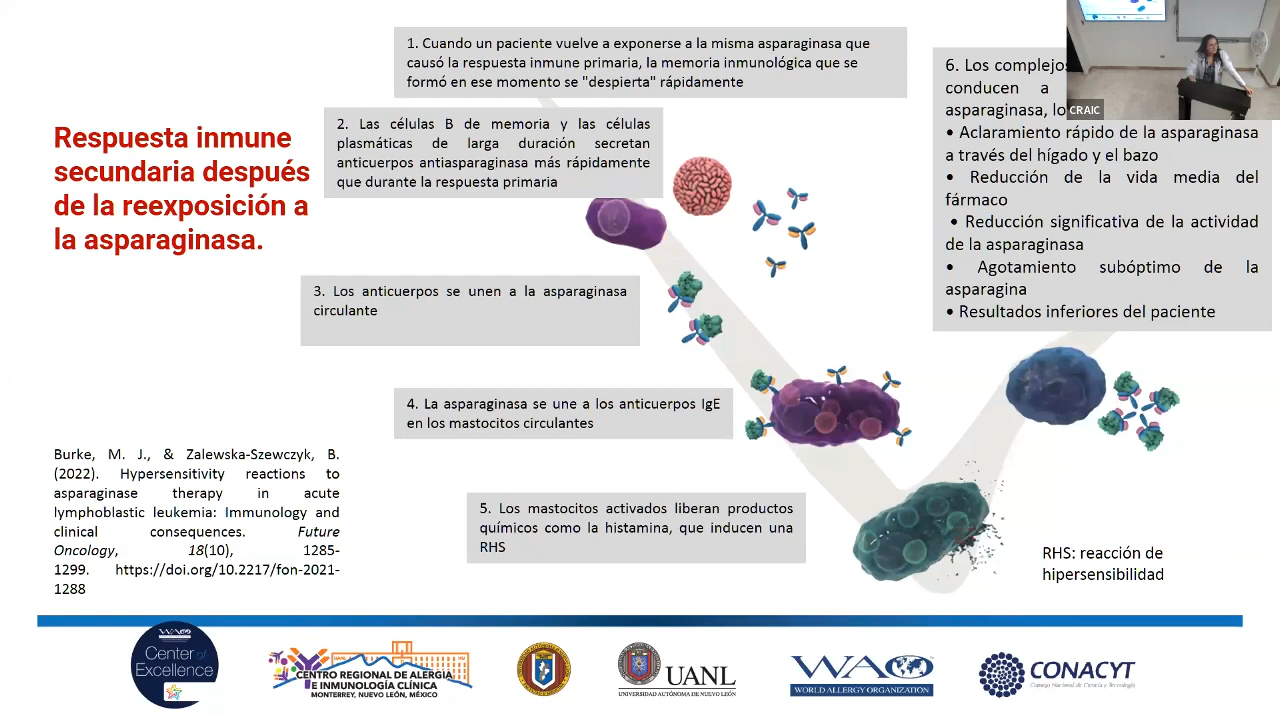 Respuesta inmune
secundaria después
de la reexposición a
la asparaginasa.
1. Cuando un paciente vuelve a exponerse a la misma asparaginasa que
causó la respuesta inmune primaria, la memoria inmunológica que se
formó en ese momento se "despierta" rápidamente
2. Las células B de memoria y las células
plasmáticas de larga duración secretan
anticuerpos antiasparaginasa más rápidamente
que durante la respuesta primaria
3. Los anticuerpos se unen a la asparaginasa
circulante
4. La asparaginasa se une a los anticuerpos IgE
en los mastocitos circulantes
5. Los mastocitos activados liberan productos
químicos como la histamina, que inducen una
RHS
6. Los complejos
conducen a
asparaginasa, lo
• Aclaramiento rápido de la asparaginasa
a través del hígado y el bazo
• Reducción de la vida media del
fármaco
• Reducción significativa de la actividad
de la asparaginasa
• Agotamiento subóptimo de la
asparagina
• Resultados inferiores del paciente
CRAIC
Burke, M. J., & Zalewska-Szewczyk, B.
(2022). Hypersensitivity reactions to
asparaginase therapy in acute
lymphoblastic leukemia: Immunology and
clinical consequences. Future
Oncology, 18(10), 1285-
1299. https://doi.org/10.2217/fon-2021-
1288
RHS: reacción de
hipersensibilidad
WAO
Center of
Excellence
CENTRO REGIONAL DE ALERGIA
E INMUNOLOGÍA CLÍNICA
MONTERREY, NUEVO LEÓN, MÉXICO
UANL
UNIVERSIDAD AUTÓNOMA DE NUEVO LEÓN
WAO
WORLD ALLERGY ORGANIZATION
CONACYT
Consejo Nacional de Ciencia y Tecnología